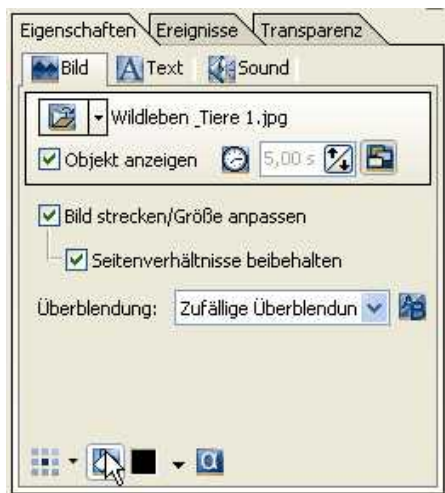 Eigenschaften Ereignisse Transparenz
Bild Text Sound
Wildleben _Tiere 1.jpg
Objekt anzeigen 5,00 s
Bild strecken/Größe anpassen
Seitenverhältnisse beibehalten
Überblendung: Zufällige Überblendun